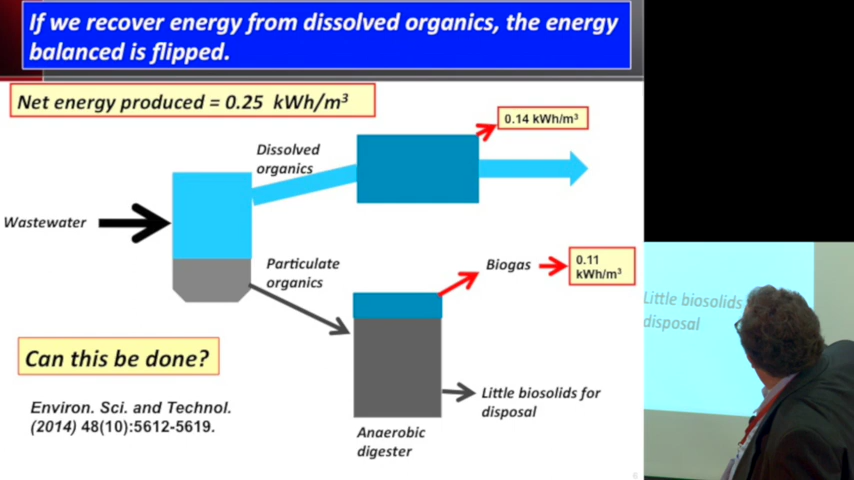 If we recover energy from dissolved organics, the energy
balanced is flipped.
Net energy produced = 0.25 kWh/m³
0.14 kWh/m³
Dissolved
organics
Wastewater
Particulate
organics
Biogas
0.11
kWh/m³
Can this be done?
Environ. Sci. and Technol.
(2014) 48(10):5612-5619.
Little biosolids for
disposal
Anaerobic
digester
6
Little biosolids
disposal